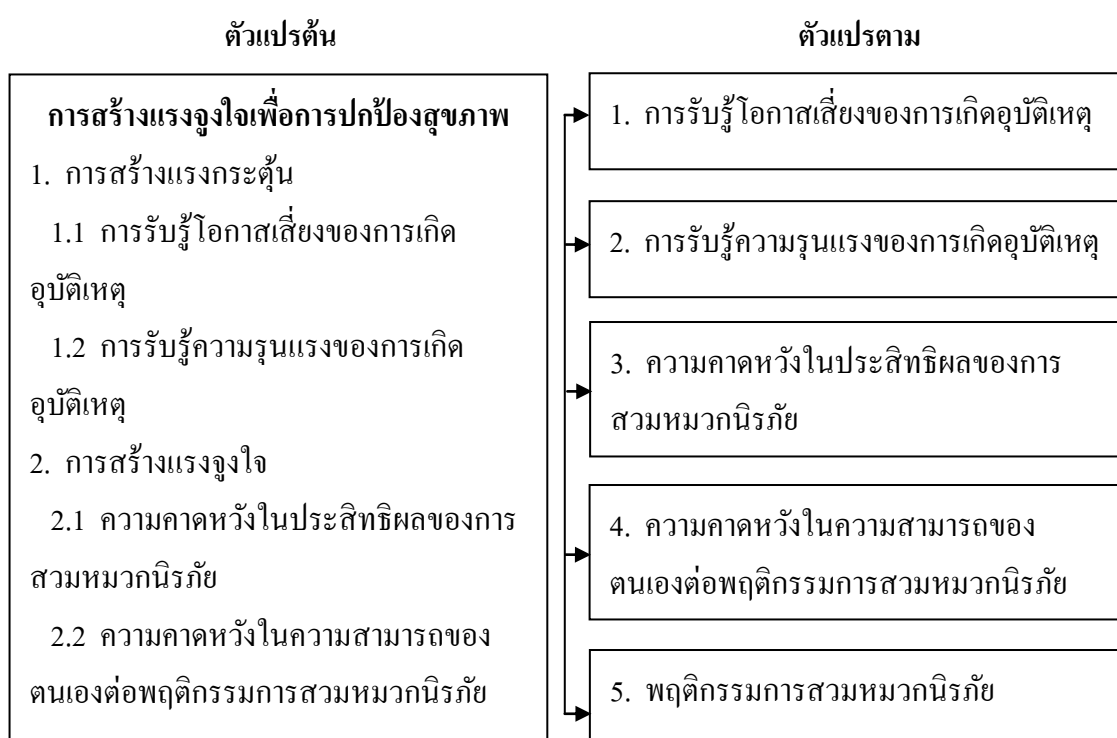 ตัวแปรต้น
การสร้างแรงจูงใจเพื่อการปกป้องสุขภาพ
1. การสร้างแรงกระตุ้น
1.1 การรับรู้โอกาสเสี่ยงของการเกิด
อุบัติเหตุ
1.2 การรับรู้ความรุนแรงของการเกิด
อุบัติเหตุ
2. การสร้างแรงจูงใจ
2.1 ความคาดหวังในประสิทธิผลของการ
สวมหมวกนิรภัย
2.2 ความคาดหวังในความสามารถของ
ตนเองต่อพฤติกรรมการสวมหมวกนิรภัย
ตัวแปรตาม
1. การรับรู้โอกาสเสี่ยงของการเกิดอุบัติเหตุ
2. การรับรู้ความรุนแรงของการเกิดอุบัติเหตุ
3. ความคาดหวังในประสิทธิผลของการ
สวมหมวกนิรภัย
4. ความคาดหวังในความสามารถของ
ตนเองต่อพฤติกรรมการสวมหมวกนิรภัย
5. พฤติกรรมการสวมหมวกนิรภัย